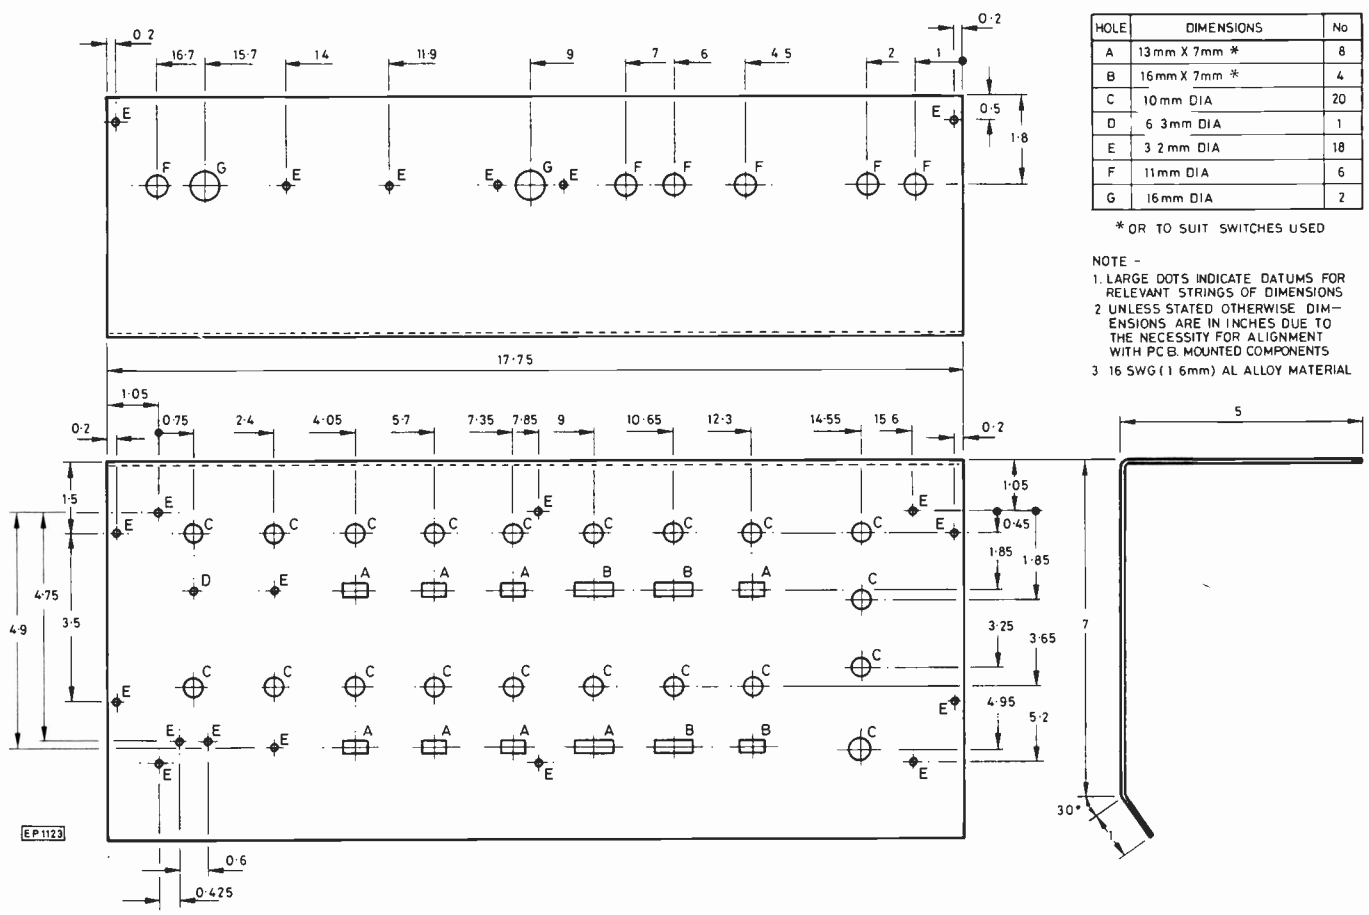 0·2
16·7 15·7 14 11·9 9 7 6 4·5 2 1
0·2
E E
0·5
1·8
F G E E E G E F F F F F
17·75
HOLE DIMENSIONS No
A 13mm X 7mm * 8
B 16mm X 7mm * 4
C 10mm DIA 20
D 6 3mm DIA 1
E 3 2mm DIA 18
F 11mm DIA 6
G 16mm DIA 2
* OR TO SUIT SWITCHES USED
NOTE –
1. LARGE DOTS INDICATE DATUMS FOR
RELEVANT STRINGS OF DIMENSIONS
2 UNLESS STATED OTHERWISE DIM–
ENSIONS ARE IN INCHES DUE TO
THE NECESSITY FOR ALIGNMENT
WITH PC B. MOUNTED COMPONENTS
3 16 SWG (1 6mm) AL ALLOY MATERIAL
1·05
0·2 0·75 2·4 4·05 5·7 7·35 7·85 9 10·65 12·3 14·55 15 6 0·2
E E E
E C C C C C C C C C E
D E A A A B B A C
C C C C C C C C C
E E
E E E A A A A B B C
E E E
1·5
3·5
4·75
4·9
1·05
0·45
1·85
1·85
3·25
3·65
4·95
5·2
0·6
0·425
EP1123
5
7
30°
1